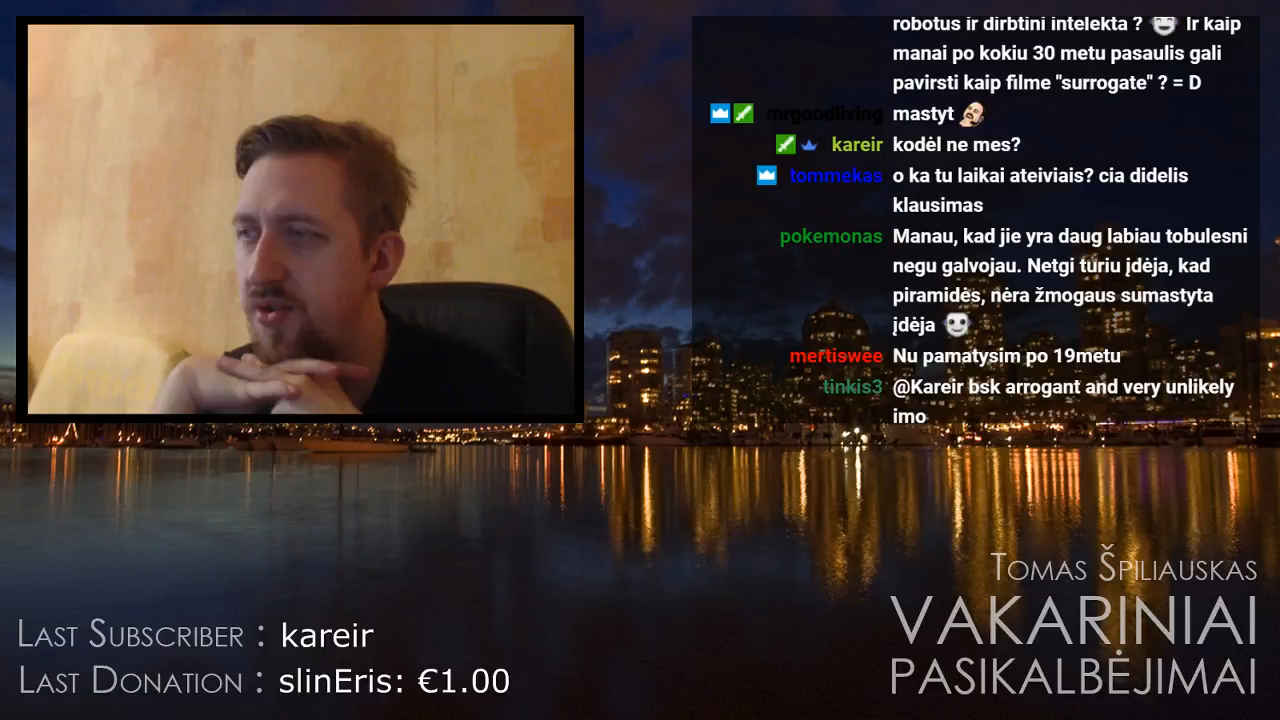 robotus ir dirbtini intelekta ? Ir kaip
manai po kokiu 30 metu pasaulis gali
pavirsti kaip filme "surrogate" ? = D
mrgoodliving mastyt
kareir kodėl ne mes?
tommekas o ka tu laikai ateiviais? cia didelis
klausimas
pokemonas Manau, kad jie yra daug labiau tobulesni
negu galvojau. Netgi turiu įdėja, kad
piramidės, nėra žmogaus sumastyta
įdėja
mertiswee Nu pamatysim po 19metu
tinkis3 @Kareir bsk arrogant and very unlikely
imo
Tomas Špiliauskas
VAKARINIAI
PASIKALBĖJIMAI
Last Subscriber : kareir
Last Donation : slinEris: €1.00